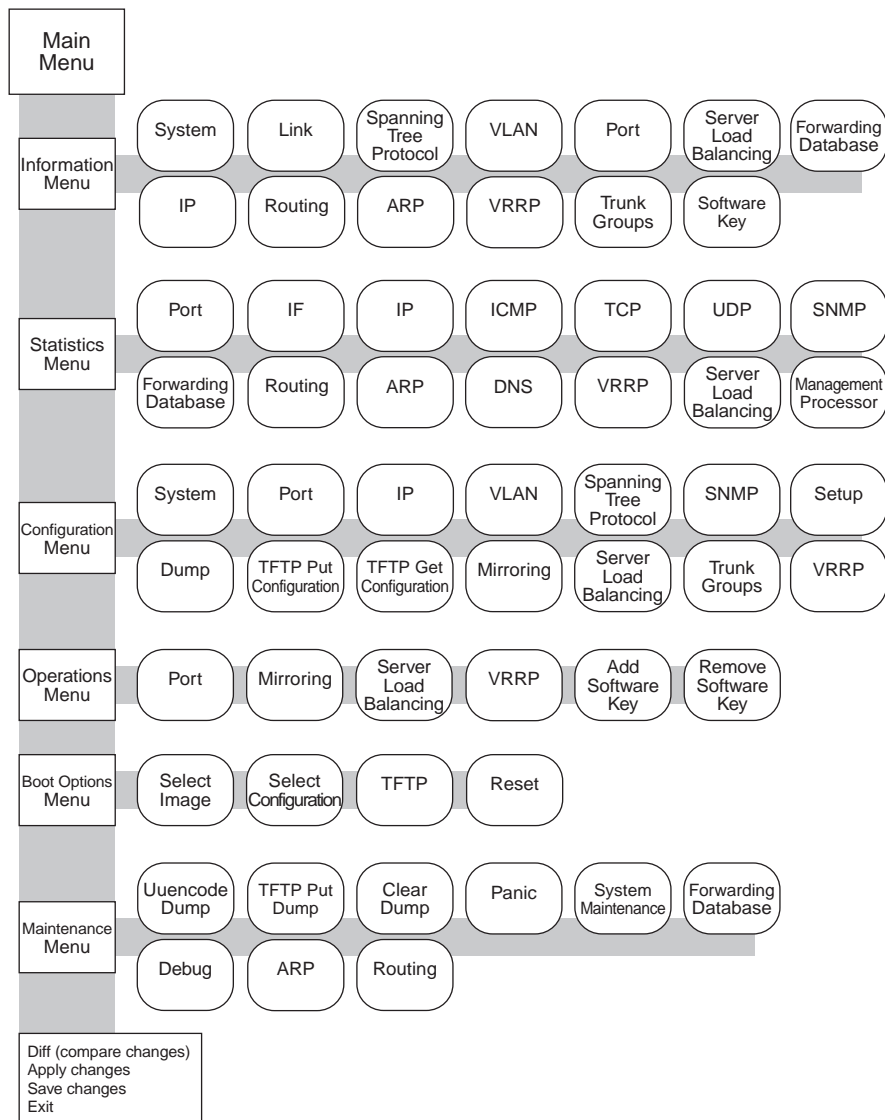 Main
Menu
System
Link
Spanning
Tree
Protocol
VLAN
Port
Server
Load
Balancing
Forwarding
Database
Information
Menu
IP
Routing
ARP
VRRP
Trunk
Groups
Software
Key
Port
IF
IP
ICMP
TCP
UDP
SNMP
Statistics
Menu
Forwarding
Database
Routing
ARP
DNS
VRRP
Server
Load
Balancing
Management
Processor
System
Port
IP
VLAN
Spanning
Tree
Protocol
SNMP
Setup
Configuration
Menu
Dump
TFTP Put
Configuration
TFTP Get
Configuration
Mirroring
Server
Load
Balancing
Trunk
Groups
VRRP
Operations
Menu
Port
Mirroring
Server
Load
Balancing
VRRP
Add
Software
Key
Remove
Software
Key
Boot Options
Menu
Select
Image
Select
Configuration
TFTP
Reset
Uuencode
Dump
TFTP Put
Dump
Clear
Dump
Panic
System
Maintenance
Forwarding
Database
Maintenance
Menu
Debug
ARP
Routing
Diff (compare changes)
Apply changes
Save changes
Exit